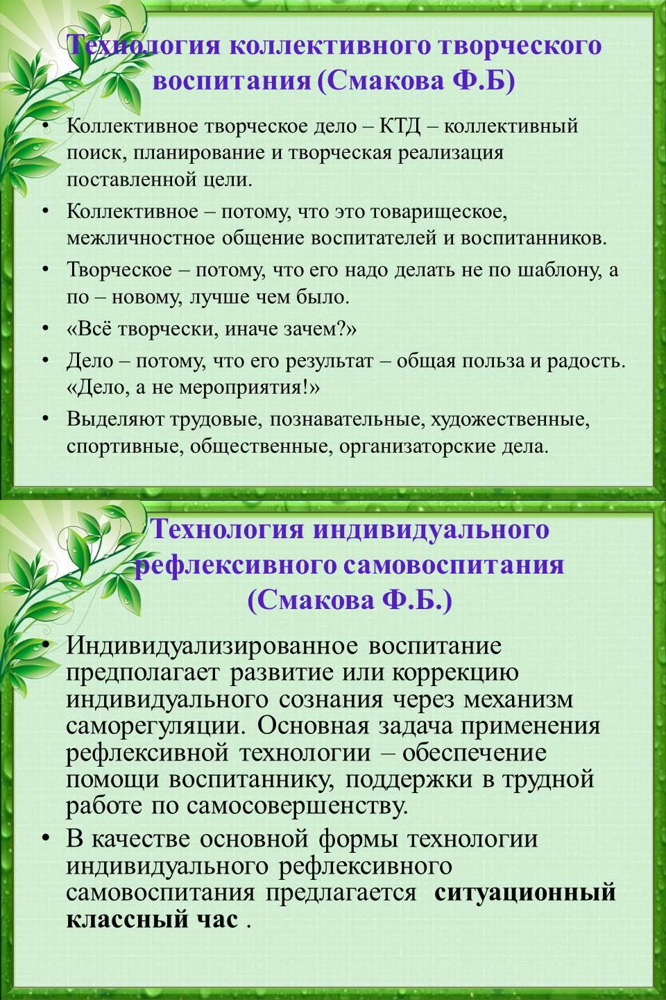 Технология коллективного творческого
воспитания (Смакова Ф.Б)
• Коллективное творческое дело – КТД – коллективный
поиск, планирование и творческая реализация
поставленной цели.
• Коллективное – потому, что это товарищеское,
межличностное общение воспитателей и воспитанников.
• Творческое – потому, что его надо делать не по шаблону, а
по – новому, лучше чем было.
• «Всё творчески, иначе зачем?»
• Дело – потому, что его результат – общая польза и радость.
«Дело, а не мероприятия!»
• Выделяют трудовые, познавательные, художественные,
спортивные, общественные, организаторские дела.
Технология индивидуального
рефлексивного самовоспитания
(Смакова Ф.Б.)
• Индивидуализированное воспитание
предполагает развитие или коррекцию
индивидуального сознания через механизм
саморегуляции. Основная задача применения
рефлексивной технологии – обеспечение
помощи воспитаннику, поддержки в трудной
работе по самосовершенству.
• В качестве основной формы технологии
индивидуального рефлексивного
самовоспитания предлагается ситуационный
классный час .